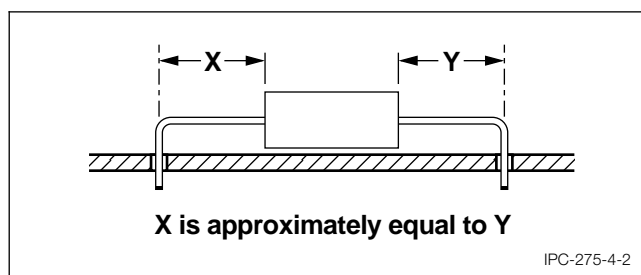 X Y
X is approximately equal to Y
IPC-275-4-2